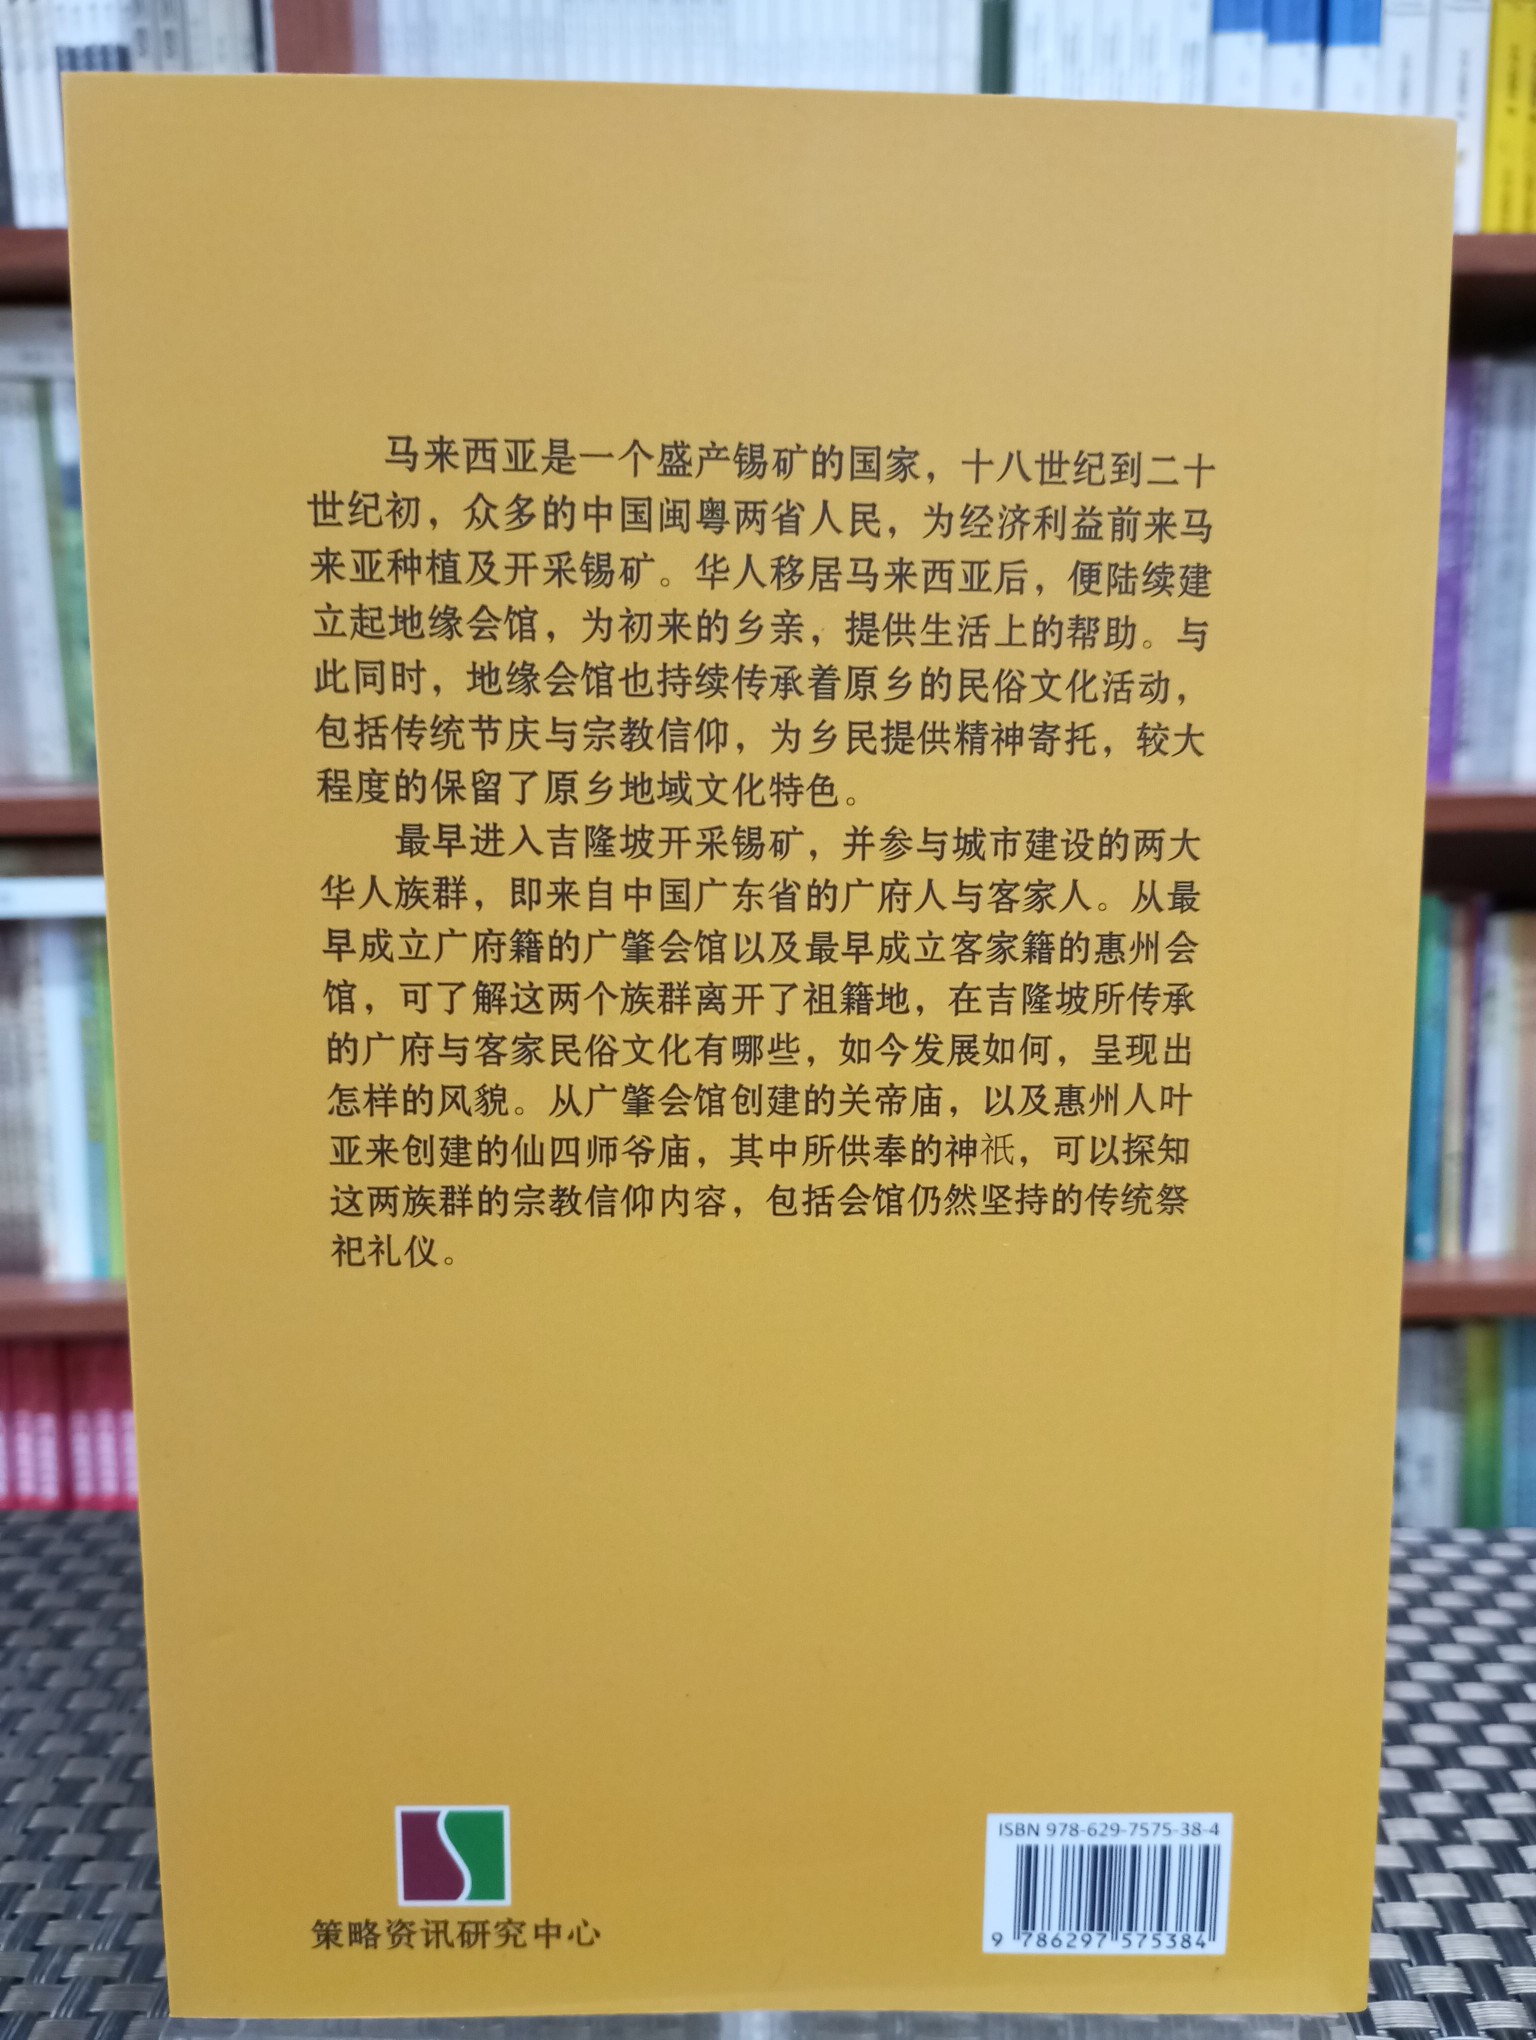 马来西亚是一个盛产锡矿的国家，十八世纪到二十
世纪初，众多的中国闽粤两省人民，为经济利益前来马
来亚种植及开采锡矿。华人移居马来西亚后，便陆续建
立起地缘会馆，为初来的乡亲，提供生活上的帮助。与
此同时，地缘会馆也持续传承着原乡的民俗文化活动，
包括传统节庆与宗教信仰，为乡民提供精神寄托，较大
程度的保留了原乡地域文化特色。
最早进入吉隆坡开采锡矿，并参与城市建设的两大
华人族群，即来自中国广东省的广府人与客家人。从最
早成立广府籍的广肇会馆以及最早成立客家籍的惠州会
馆，可了解这两个族群离开了祖籍地，在吉隆坡所传承
的广府与客家民俗文化有哪些，如今发展如何，呈现出
怎样的风貌。从广肇会馆创建的关帝庙，以及惠州人叶
亚来创建的仙四师爷庙，其中所供奉的神祇，可以探知
这两族群的宗教信仰内容，包括会馆仍然坚持的传统祭
祀礼仪。
策略资讯研究中心
ISBN 978-629-7575-38-4
9 786297 575384